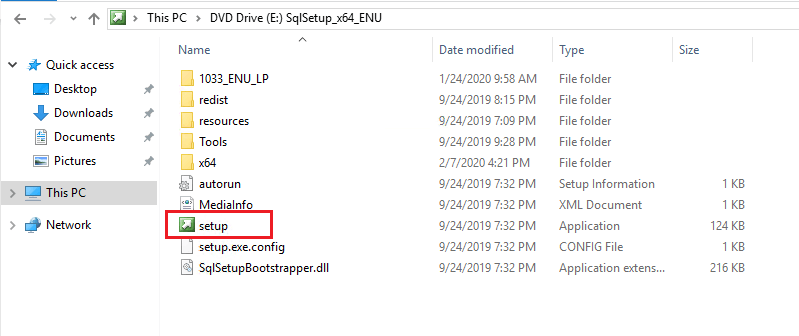 This PC > DVD Drive (E:) SqlSetup_x64_ENU
Name Date modified Type Size
Quick access
Desktop
Downloads
Documents
Pictures
This PC
Network
1033_ENU_LP 1/24/2020 9:58 AM File folder
redist 9/24/2019 8:15 PM File folder
resources 9/24/2019 7:09 PM File folder
Tools 9/24/2019 9:28 PM File folder
x64 2/7/2020 4:21 PM File folder
autorun 9/24/2019 7:32 PM Setup Information 1 KB
MediaInfo 9/24/2019 7:32 PM XML Document 1 KB
setup 9/24/2019 7:32 PM Application 124 KB
setup.exe.config 9/24/2019 7:32 PM CONFIG File 1 KB
SqlSetupBootstrapper.dll 9/24/2019 7:32 PM Application extens... 216 KB